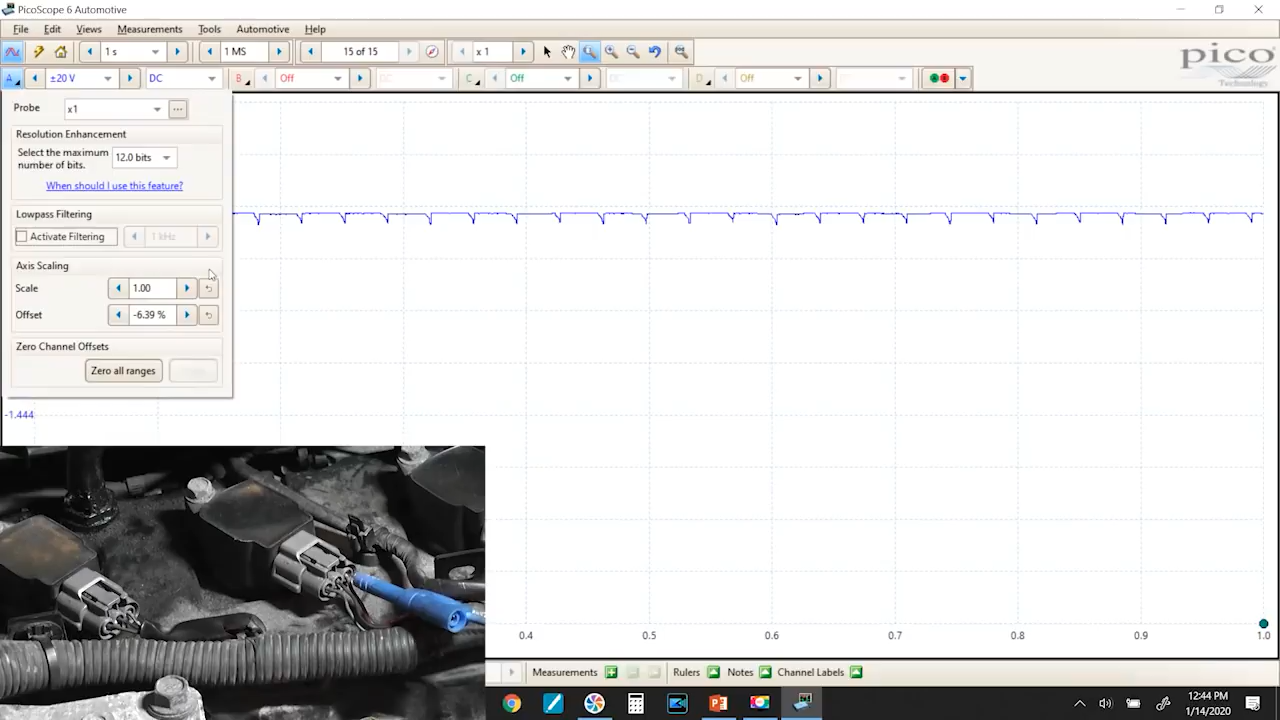 PicoScope 6 Automotive
File Edit Views Measurements Tools Automotive Help
1 s 1 MS 15 of 15 x 1
pico
Technology
A ±20 V DC B Off DC C Off DC D Off DC
Probe x1 ...
Resolution Enhancement
Select the maximum
number of bits. 12.0 bits
When should I use this feature?
Lowpass Filtering
Activate Filtering 1 kHz
Axis Scaling
Scale 1.00
Offset -6.39 %
Zero Channel Offsets
Zero all ranges
-1.444
0.4 0.5 0.6 0.7 0.8 0.9 1.0
Measurements Rulers Notes Channel Labels
12:44 PM
1/14/2020